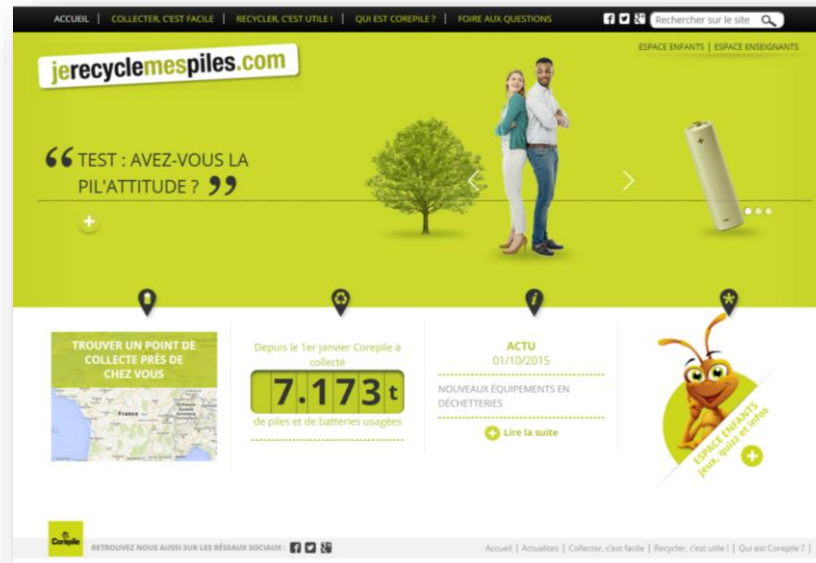 ACCUEIL | COLLECTER, C'EST FACILE | RECYCLER, C'EST UTILE ! | QUI EST COREPILE ? | FOIRE AUX QUESTIONS
Rechercher sur le site
ESPACE ENFANTS | ESPACE ENSEIGNANTS
jerecyclemespiles.com
“ TEST : AVEZ-VOUS LA
PIL'ATTITUDE ? ”
TROUVER UN POINT DE
COLLECTE PRÈS DE
CHEZ VOUS
France
Depuis le 1er janvier Corepile à
collecté
7.173t
de piles et de batteries usagées
ACTU
01/10/2015
NOUVEAUX ÉQUIPEMENTS EN
DÉCHETTERIES
Lire la suite
ESPACE ENFANTS
jeux, quizz et infos
Corepile
RETROUVEZ NOUS AUSSI SUR LES RÉSEAUX SOCIAUX :
Accueil | Actualites | Collecter, c'est facile | Recycler, c'est utile ! | Qui est Corepile ? |